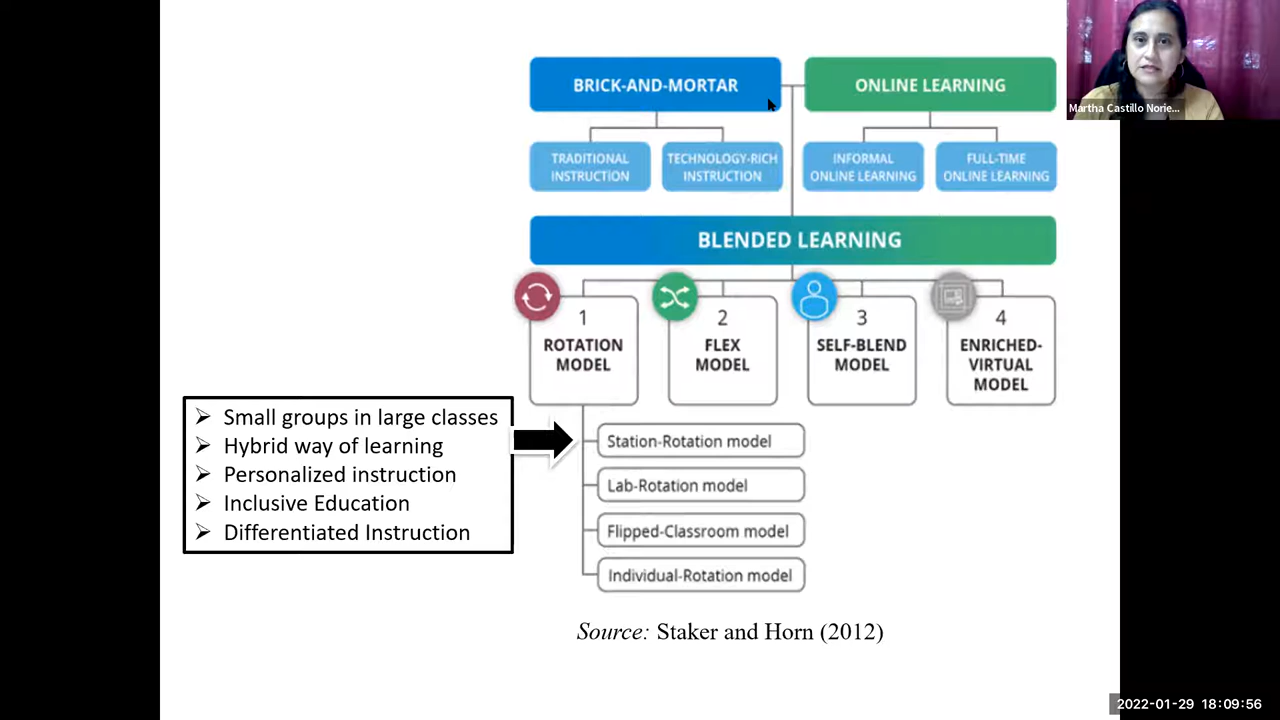 BRICK-AND-MORTAR
ONLINE LEARNING
Martha Castillo Norie...
TRADITIONAL
INSTRUCTION
TECHNOLOGY-RICH
INSTRUCTION
INFORMAL
ONLINE LEARNING
FULL-TIME
ONLINE LEARNING
BLENDED LEARNING
1
ROTATION
MODEL
2
FLEX
MODEL
3
SELF-BLEND
MODEL
4
ENRICHED-
VIRTUAL
MODEL
Small groups in large classes
Hybrid way of learning
Personalized instruction
Inclusive Education
Differentiated Instruction
Station-Rotation model
Lab-Rotation model
Flipped-Classroom model
Individual-Rotation model
Source: Staker and Horn (2012)
2022-01-29 18:09:56